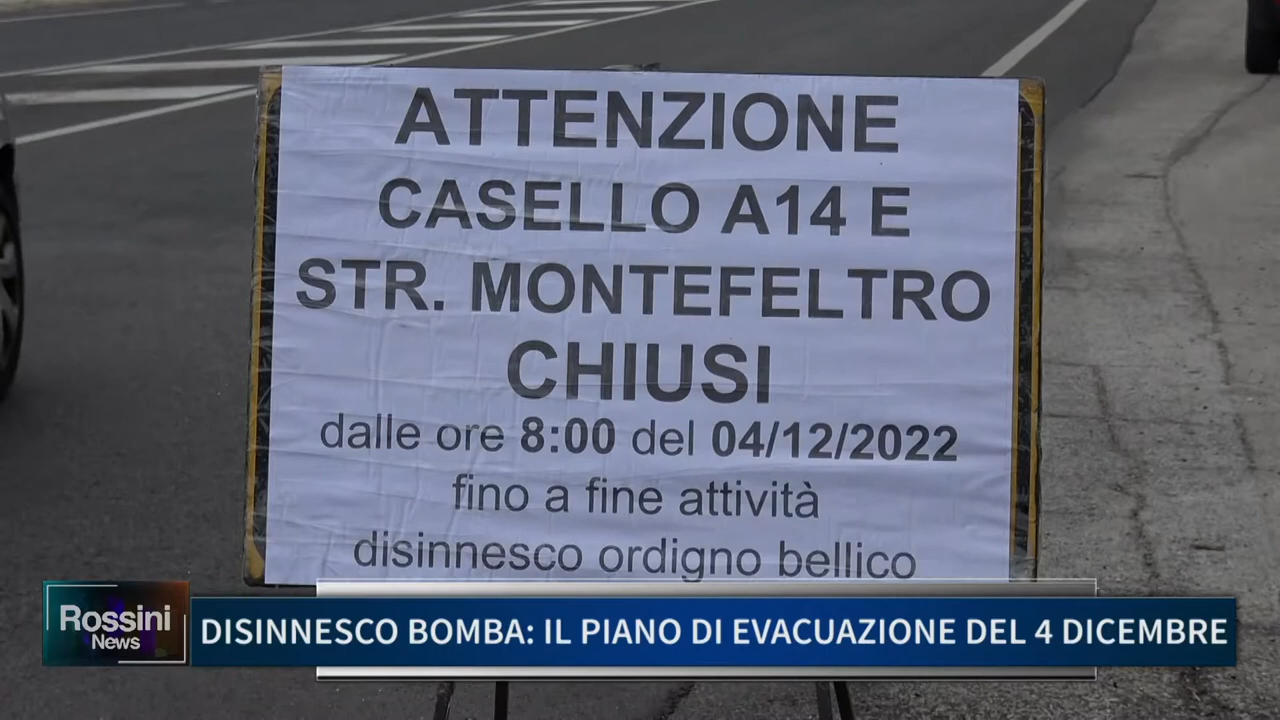 ATTENZIONE
CASELLO A14 E
STR. MONTEFELTRO
CHIUSI
dalle ore 8:00 del 04/12/2022
fino a fine attività
disinnesco ordigno bellico
Rossini
News
DISINNESCO BOMBA: IL PIANO DI EVACUAZIONE DEL 4 DICEMBRE